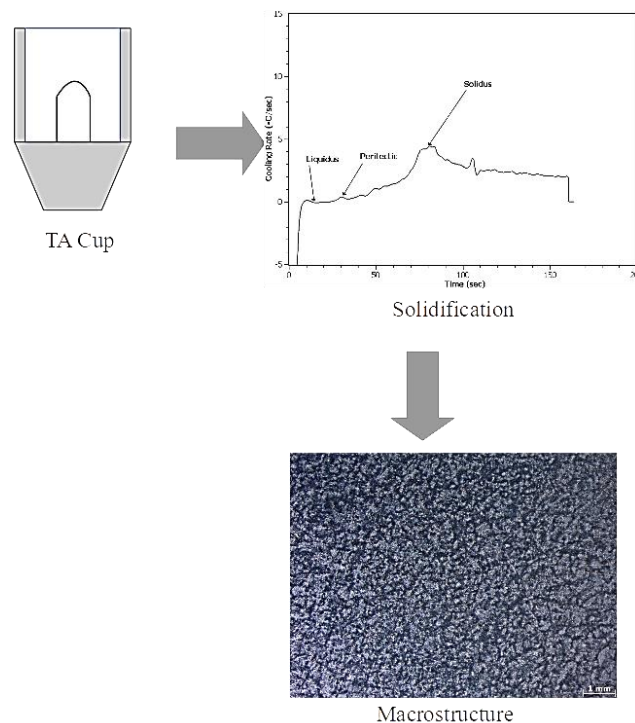 TA Cup
15
10
5
0
-5
Cooling Rate (•C/sec)
Liquidus
Peritectic
Solidus
0
50
100
150
200
Time (sec)
Solidification
1 mm
Macrostructure